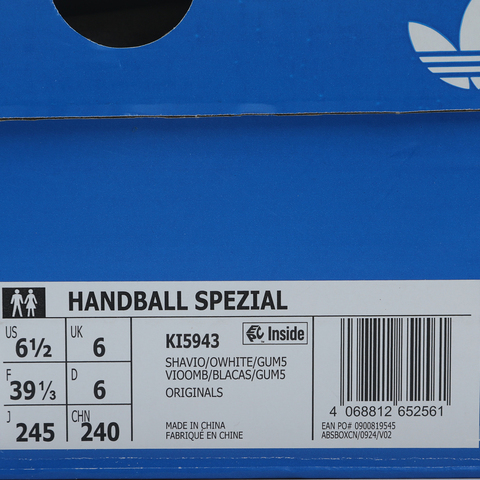 HANDBALL SPEZIAL
US
6½
UK
6
F
39⅓
D
6
J
245
CHN
240
KI5943
Inside
SHAVIO/OWHITE/GUM5
VIOOMB/BLACAS/GUM5
ORIGINALS
MADE IN CHINA
FABRIQUÉ EN CHINE
4 068812 652561
EAN PO# 0900819545
ABSBOXCN/0924/V02